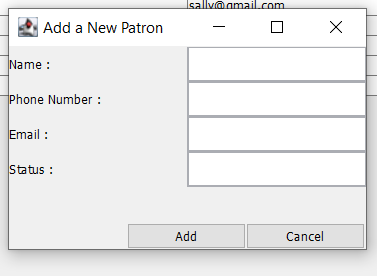 sally@gmail.com
Add a New Patron
Name :
Phone Number :
Email :
Status :
Add Cancel